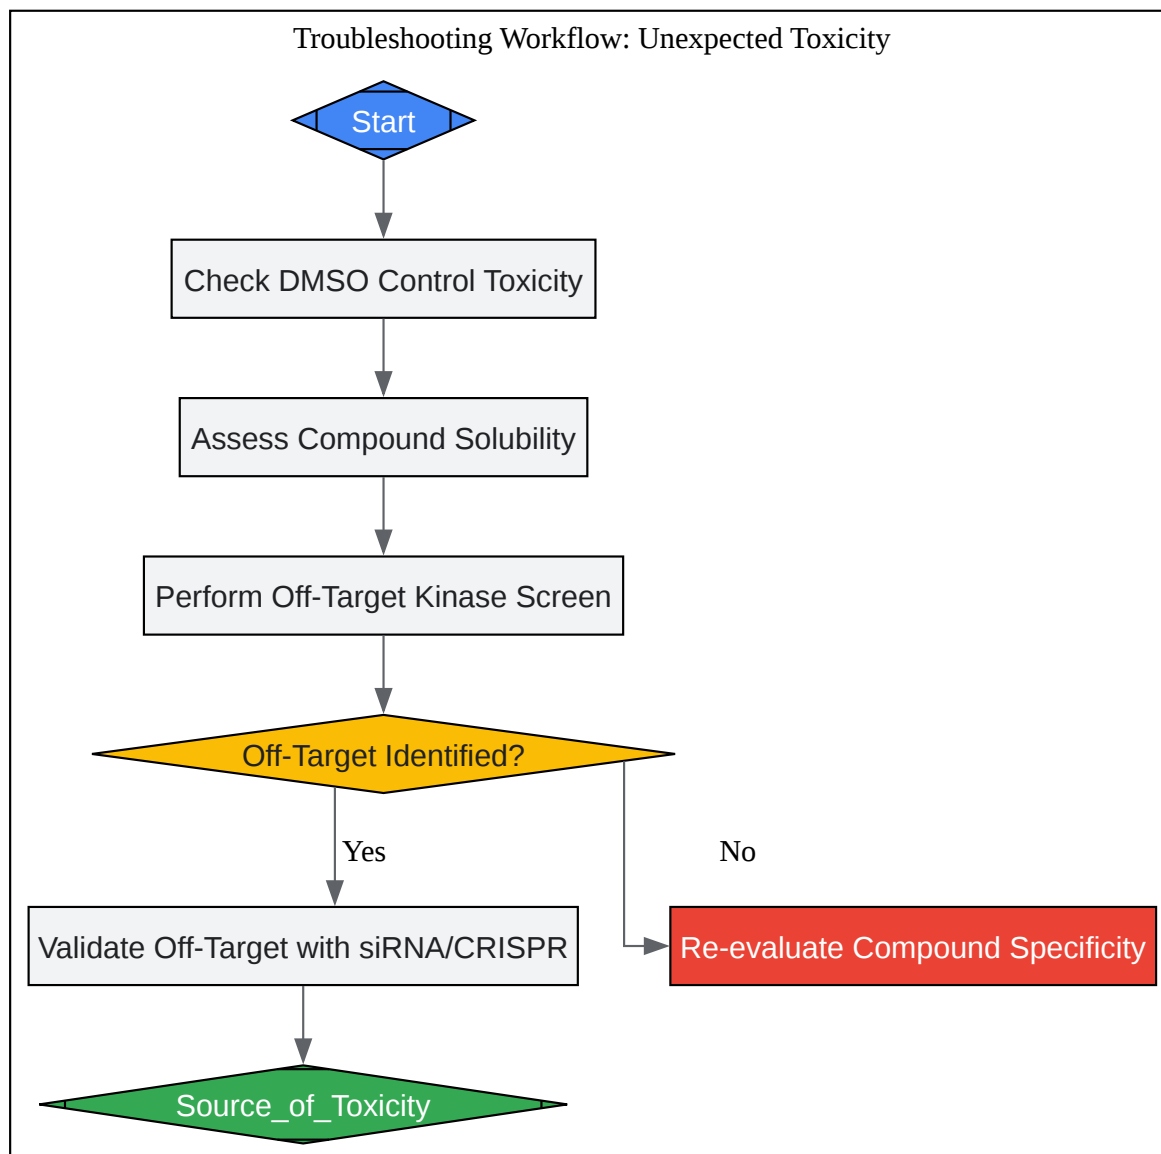 Troubleshooting Workflow: Unexpected Toxicity
Start
Check DMSO Control Toxicity
Assess Compound Solubility
Perform Off-Target Kinase Screen
Off-Target Identified?
Yes
No
Validate Off-Target with siRNA/CRISPR
Re-evaluate Compound Specificity
Source_of_Toxicity